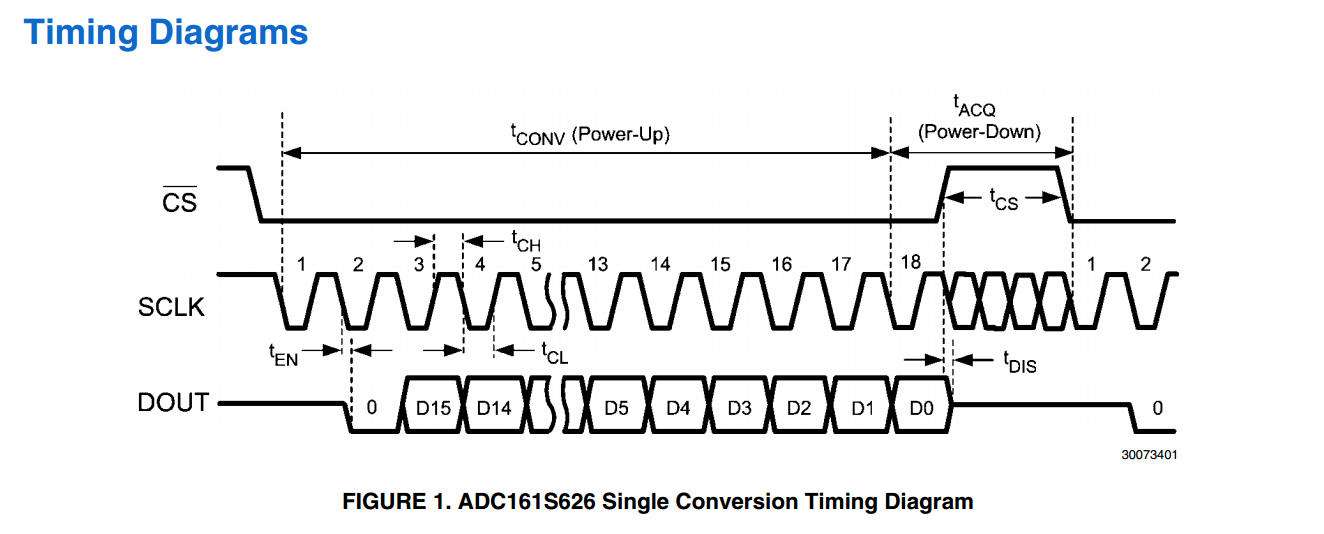 Timing Diagrams
tACQ
tCONV (Power-Up)
(Power-Down)
CS
tCS
tCH
1 2 3 4 5 13 14 15 16 17 18 1 2
SCLK
tEN
tCL
tDIS
DOUT
0 D15 D14 D5 D4 D3 D2 D1 D0 0
30073401
FIGURE 1. ADC161S626 Single Conversion Timing Diagram